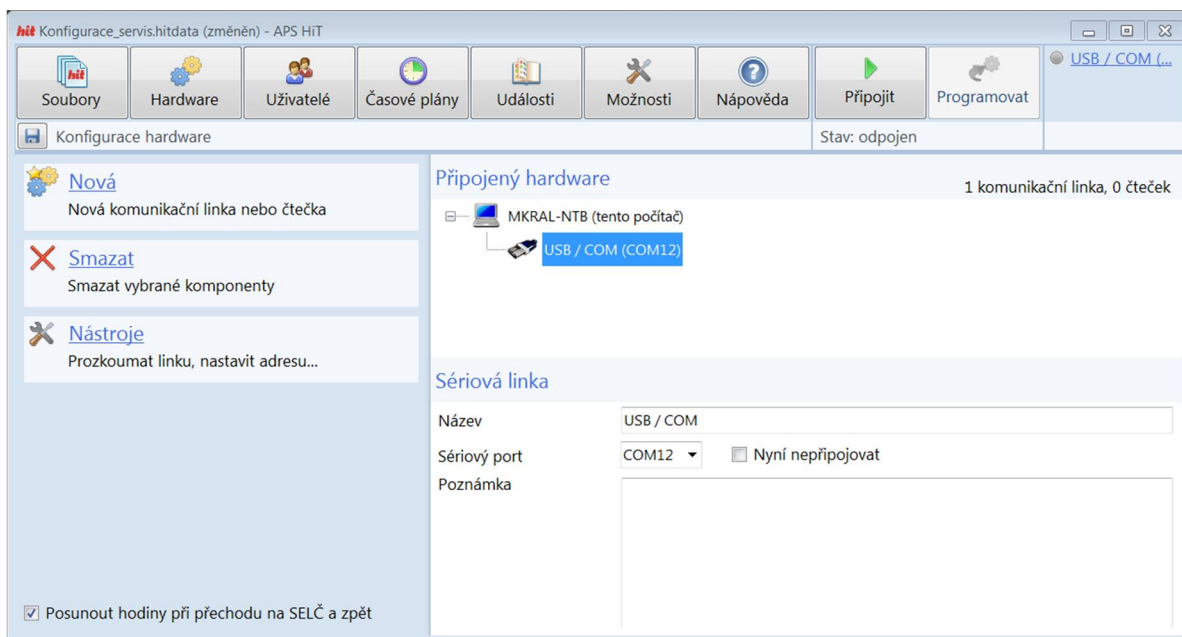 hit Konfigurace_servis.hitdata (změněn) - APS HiT
hit
Soubory Hardware Uživatelé Časové plány Události Možnosti Nápověda Připojit Programovat USB / COM (...
Konfigurace hardware Stav: odpojen
Nová
Nová komunikační linka nebo čtečka
Smazat
Smazat vybrané komponenty
Nástroje
Prozkoumat linku, nastavit adresu...
Posunout hodiny při přechodu na SELČ a zpět
Připojený hardware 1 komunikační linka, 0 čteček
MKRAL-NTB (tento počítač)
USB / COM (COM12)
Sériová linka
Název USB / COM
Sériový port COM12 Nyní nepřipojovat
Poznámka